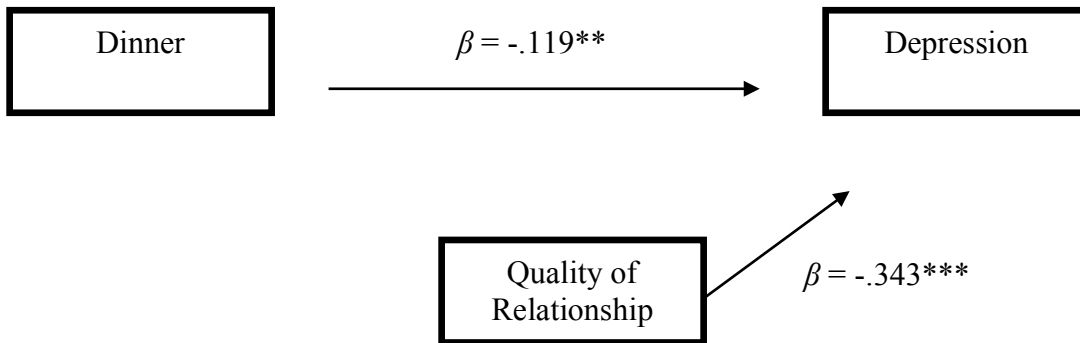 Dinner
β = -.119**
Depression
Quality of
Relationship
β = -.343***